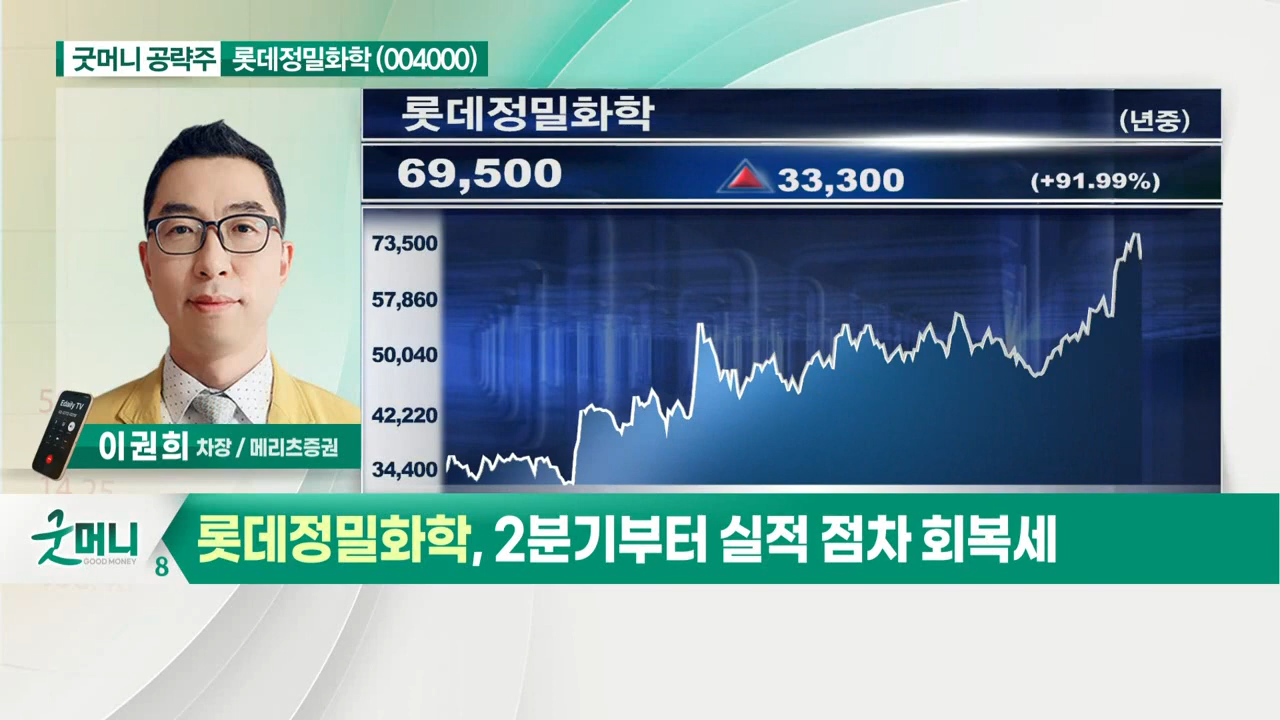 굿머니 공략주 롯데정밀화학 (004000)
롯데정밀화학 (년중)
69,500 33,300 (+91.99%)
73,500
57,860
50,040
42,220
34,400
Edaily TV
이권희 차장 / 메리츠증권
굿머니
GOOD MONEY
8
롯데정밀화학, 2분기부터 실적 점차 회복세